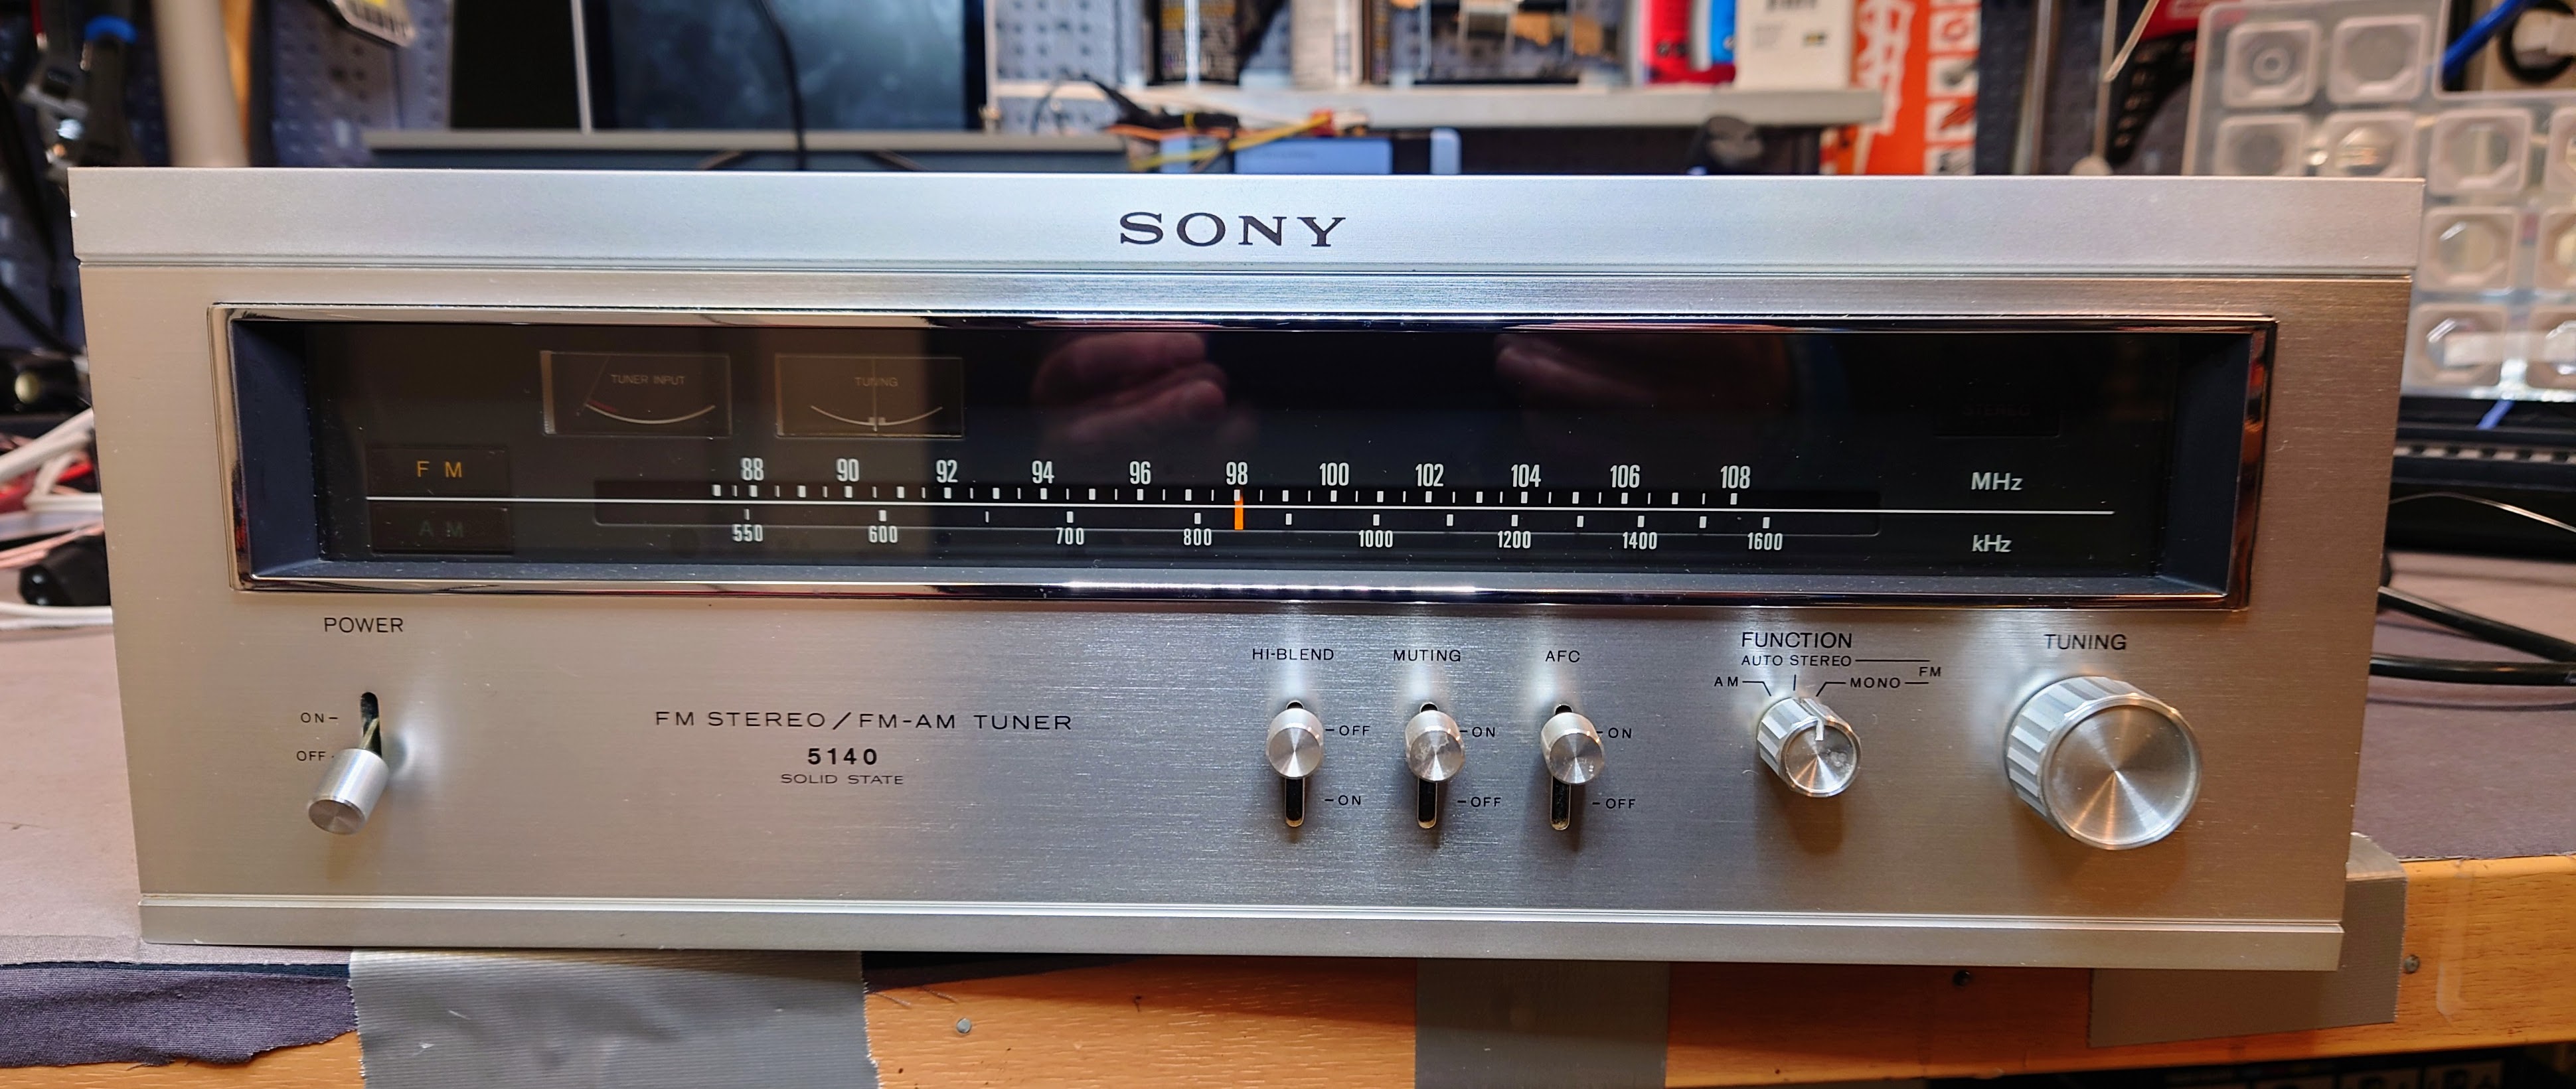 SONY
TUNER INPUT
TUNING
STEREO
FM
88 90 92 94 96 98 100 102 104 106 108 MHz
AM
550 600 700 800 1000 1200 1400 1600 kHz
POWER
ON
OFF
FM STEREO/FM-AM TUNER
5140
SOLID STATE
HI-BLEND
OFF
ON
MUTING
ON
OFF
AFC
ON
OFF
FUNCTION
AUTO STEREO
FM
AM
MONO
TUNING